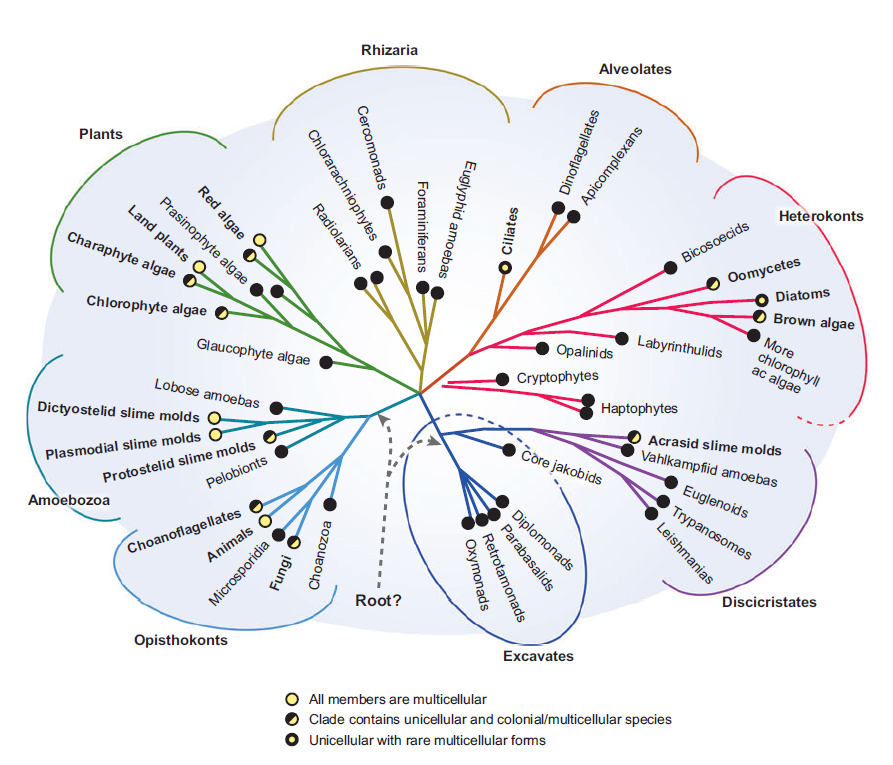 Rhizaria
Alveolates
Plants
Heterokonts
Cercomonads
Chlorarachniophytes
Radiolarians
Foraminiferans
Euglyphid amoebas
Ciliates
Dinoflagellates
Apicomplexans
Red algae
Prasinophyte algae
Land plants
Charaphyte algae
Chlorophyte algae
Glaucophyte algae
Bicosoecids
Oomycetes
Diatoms
Brown algae
More
chlorophyll
ac algae
Labyrinthulids
Opalinids
Cryptophytes
Haptophytes
Lobose amoebas
Dictyostelid slime molds
Plasmodial slime molds
Protostelid slime molds
Pelobionts
Amoebozoa
Acrasid slime molds
Vahlkampfiid amoebas
Euglenoids
Trypanosomes
Leishmanias
Discicristates
Core jakobids
Diplomonads
Parabasalids
Retrotamonads
Oxymonads
Excavates
Choanoflagellates
Animals
Microsporidia
Fungi
Choanozoa
Opisthokonts
Root?
All members are multicellular
Clade contains unicellular and colonial/multicellular species
Unicellular with rare multicellular forms